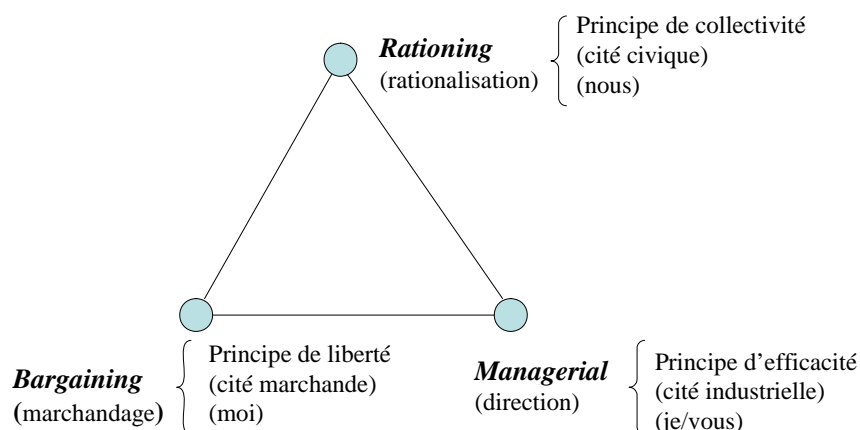 Rationing
(rationalisation)
Principe de collectivité
(cité civique)
(nous)
Bargaining
(marchandage)
Principe de liberté
(cité marchande)
(moi)
Managerial
(direction)
Principe d’efficacité
(cité industrielle)
(je/vous)